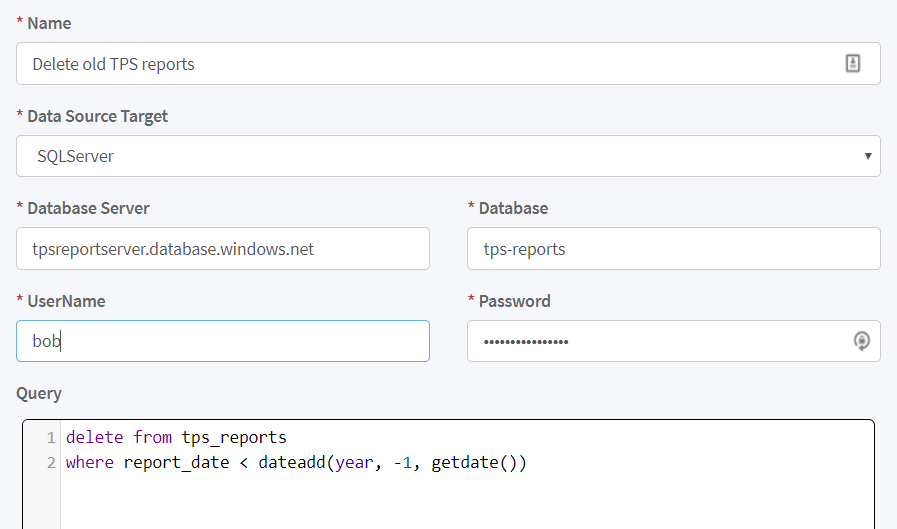 * Name
Delete old TPS reports
* Data Source Target
SQLServer
* Database Server
* Database
tpsreportserver.database.windows.net
tps-reports
* UserName
* Password
bob
••••••••••••••••
Query
1 delete from tps_reports
2 where report_date < dateadd(year, -1, getdate())